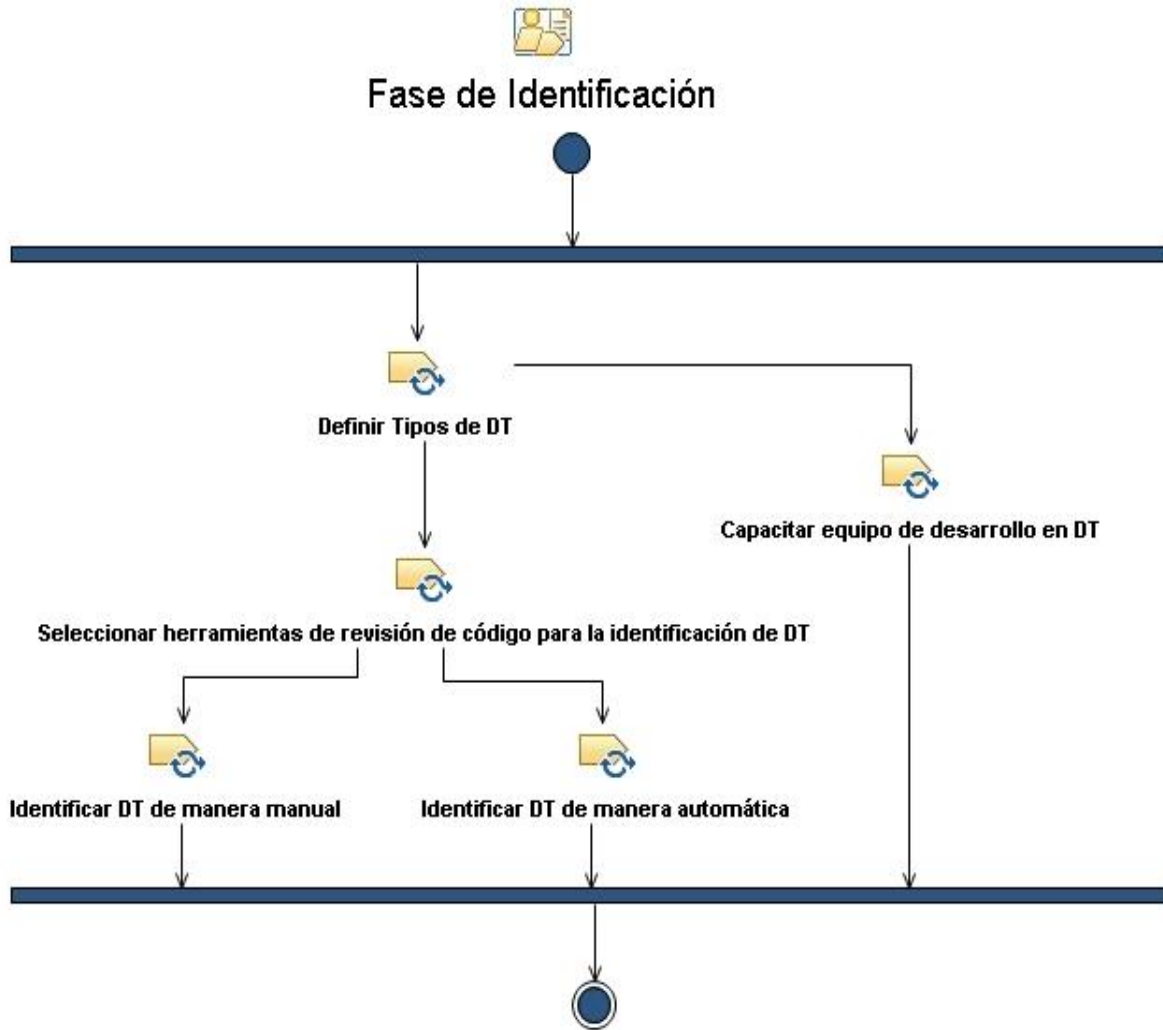 Fase de Identificación
Definir Tipos de DT
Capacitar equipo de desarrollo en DT
Seleccionar herramientas de revisión de código para la identificación de DT
Identificar DT de manera manual
Identificar DT de manera automática